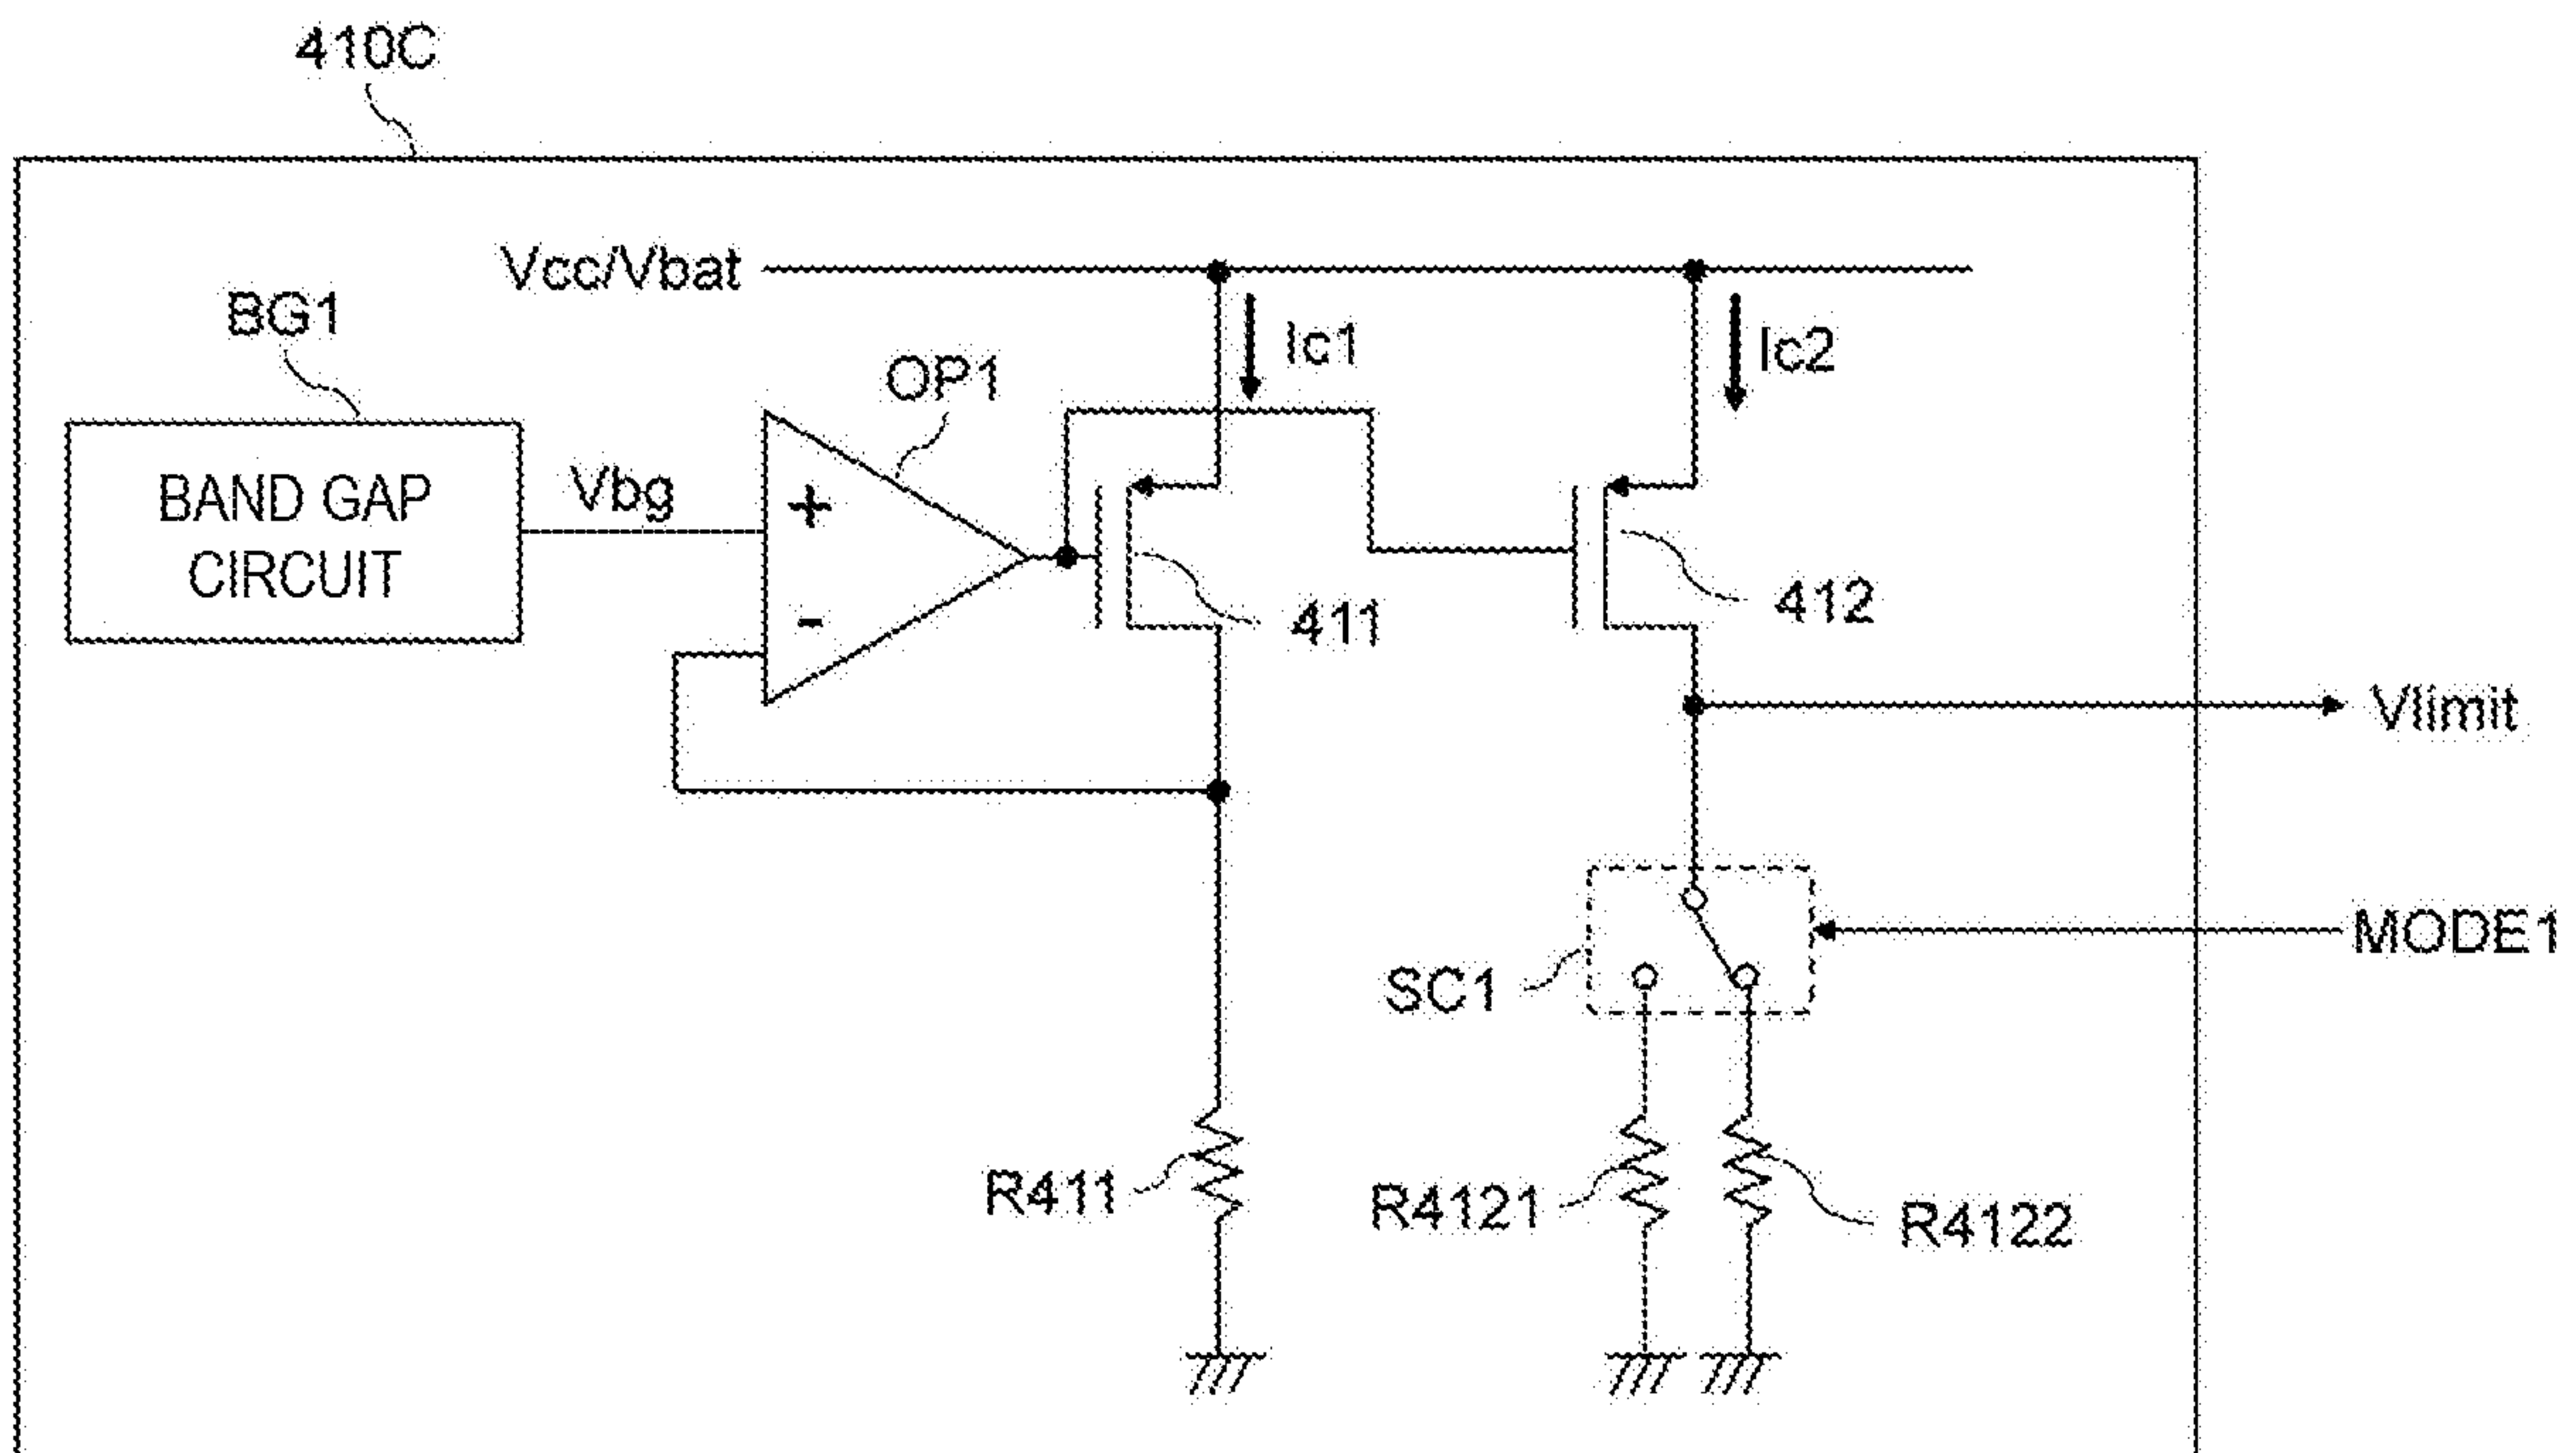 410C
Vcc/Vbat
BG1
Ic1
Ic2
OP1
BAND GAP
CIRCUIT
Vbg
+
-
411
412
Vlimit
MODE1
SC1
R411
R4121
R4122